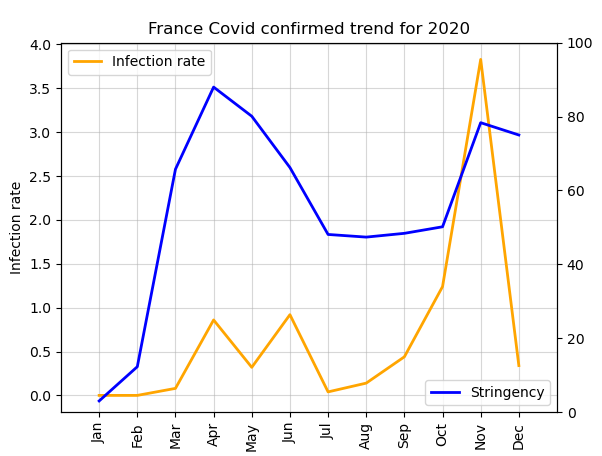 France Covid confirmed trend for 2020
Infection rate
4.0
3.5
3.0
2.5
2.0
1.5
1.0
0.5
0.0
Infection rate
100
80
60
40
20
0
Stringency
Jan
Feb
Mar
Apr
May
Jun
Jul
Aug
Sep
Oct
Nov
Dec